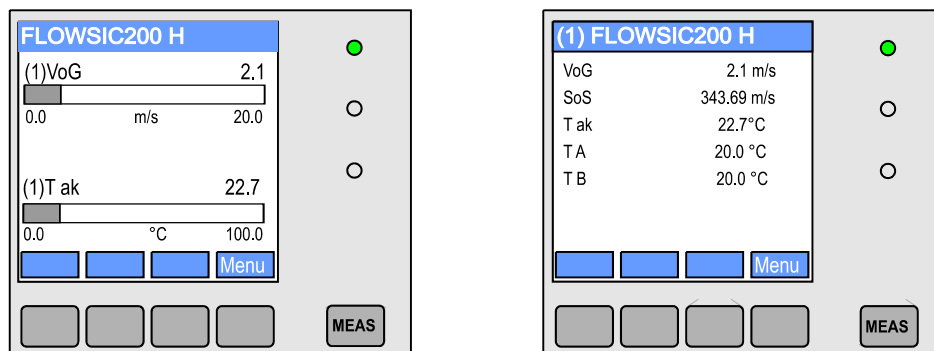 FLOWSIC200 H
(1)VoG 2.1
0.0 m/s 20.0
(1)T ak 22.7
0.0 °C 100.0
Menu
MEAS
(1) FLOWSIC200 H
VoG 2.1 m/s
SoS 343.69 m/s
T ak 22.7°C
T A 20.0 °C
T B 20.0 °C
Menu
MEAS